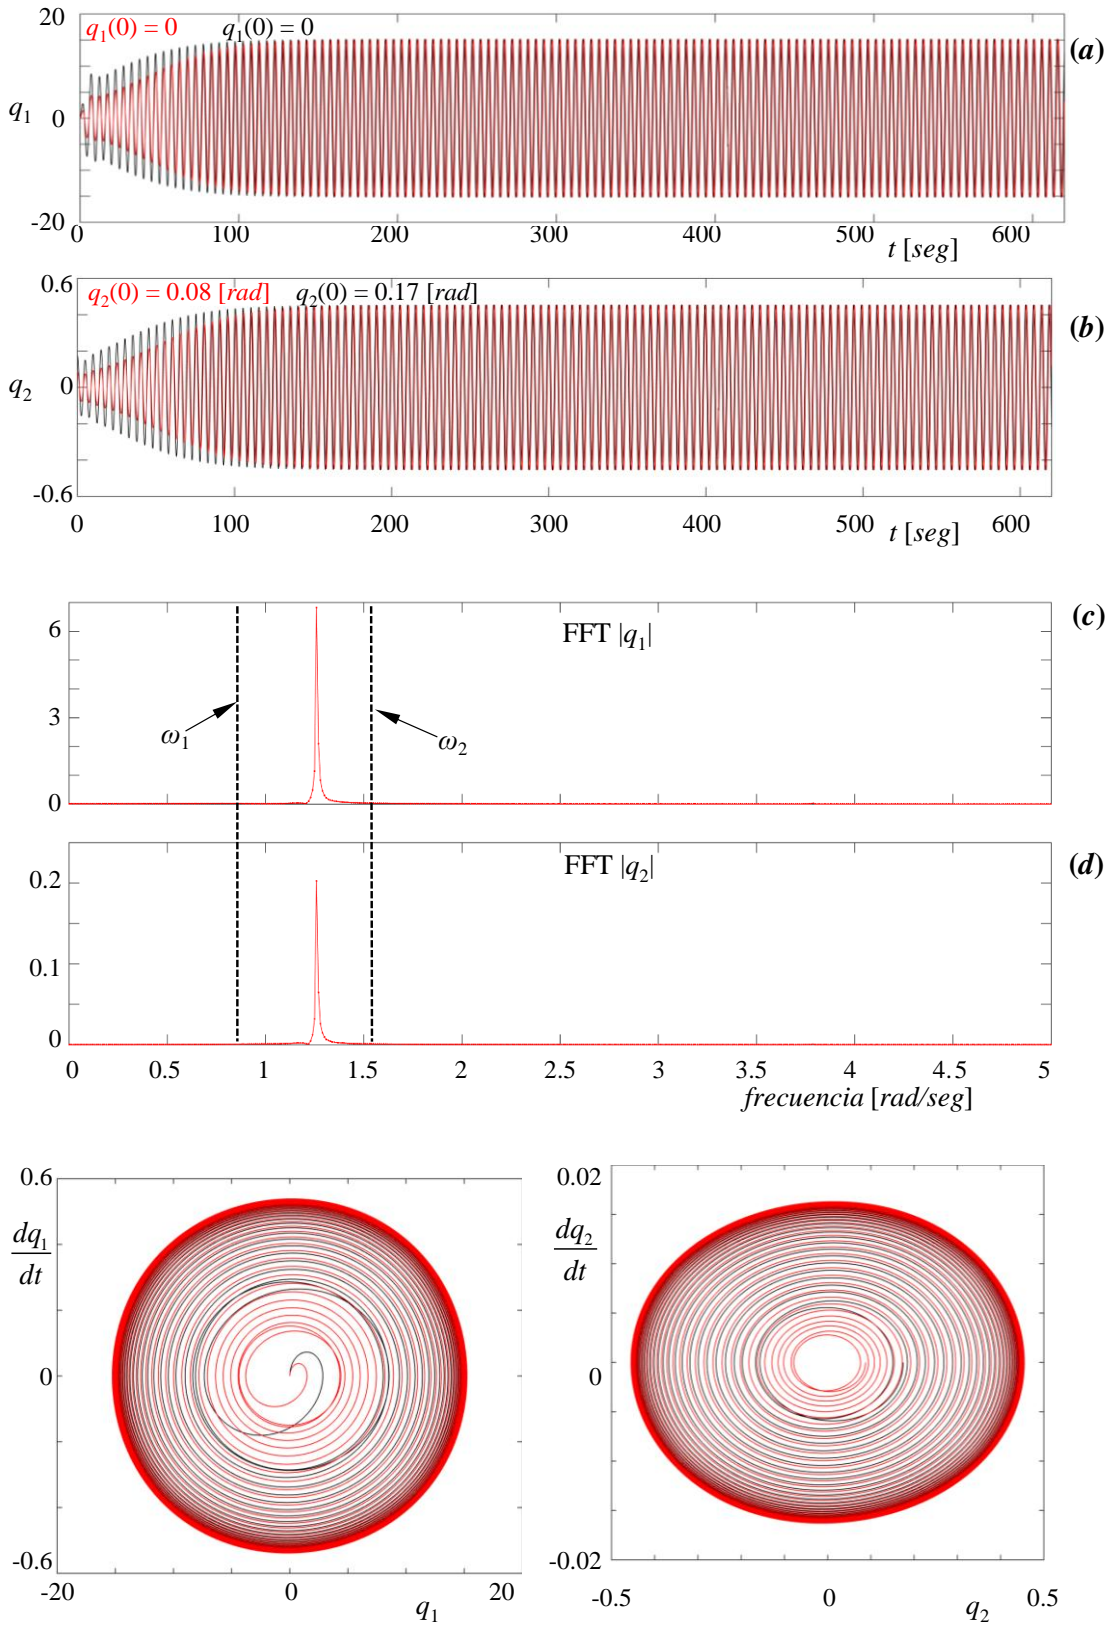 20
q1(0) = 0 q1(0) = 0
(a)
q1 0
-20
0 100 200 300 400 500 600
t [seg]
0.6
q2(0) = 0.08 [rad] q2(0) = 0.17 [rad]
(b)
q2 0
-0.6
0 100 200 300 400 500 600
t [seg]
(c)
6
FFT |q1|
3
ω1 ω2
0
FFT |q2| (d)
0.2
0.1
0
0 0.5 1 1.5 2 2.5 3 3.5 4 4.5 5
frecuencia [rad/seg]
0.6
dq1
dt
0
-0.6
-20 0 20
q1
0.02
dq2
dt
0
-0.02
-0.5 0 0.5
q2